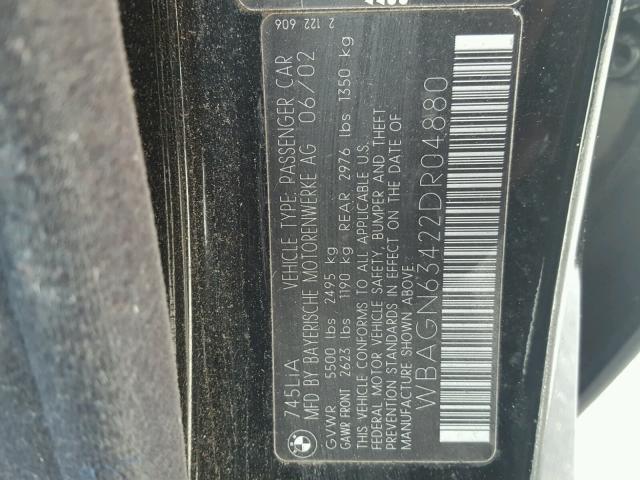 745LiA VEHICLE TYPE: PASSENGER CAR
MFD BY BAYERISCHE MOTORENWERKE AG 06/02
GVWR 5500 lbs 2495 kg
GAWR FRONT 2623 lbs 1190 kg REAR 2976 lbs 1350 kg
THIS VEHICLE CONFORMS TO ALL APPLICABLE U.S.
FEDERAL MOTOR VEHICLE SAFETY, BUMPER AND THEFT
PREVENTION STANDARDS IN EFFECT ON THE DATE OF
MANUFACTURE SHOWN ABOVE.
WBAGN63422DR04880
2 122 606